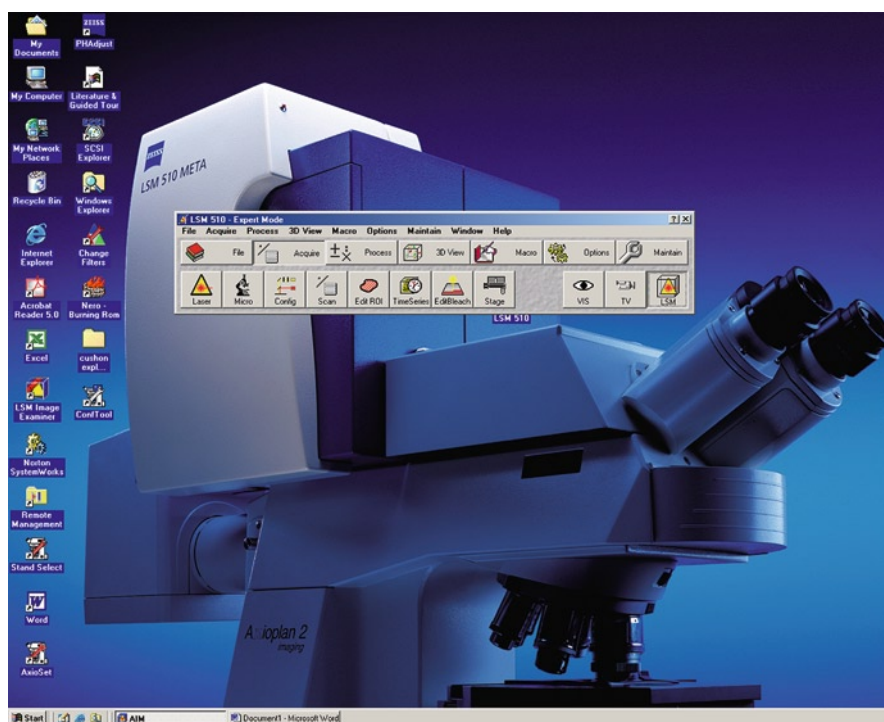 My
Documents
ZEISS
PHAdjust
My Computer
Literature &
Guided Tour
My Network
Places
SCSI
Explorer
Recycle Bin
Windows
Explorer
Internet
Explorer
Change
Filters
Acrobat
Reader 5.0
Nero -
Burning Rom
Excel
cushon
expl...
LSM Image
Examiner
ConfTool
Norton
SystemWorks
Remote
Management
Stand Select
Word
AxioSet
ZEISS
LSM 510 META
LSM 510 - Expert Mode
File Acquire Process 3D View Macro Options Maintain Window Help
File Acquire Process 3D View Macro Options Maintain
Laser Micro Config Scan Edit ROI TimeSeries EditBleach Stage VIS TV LSM
LSM 510
Axioplan 2
imaging
Start AIM Document1 - Microsoft Word